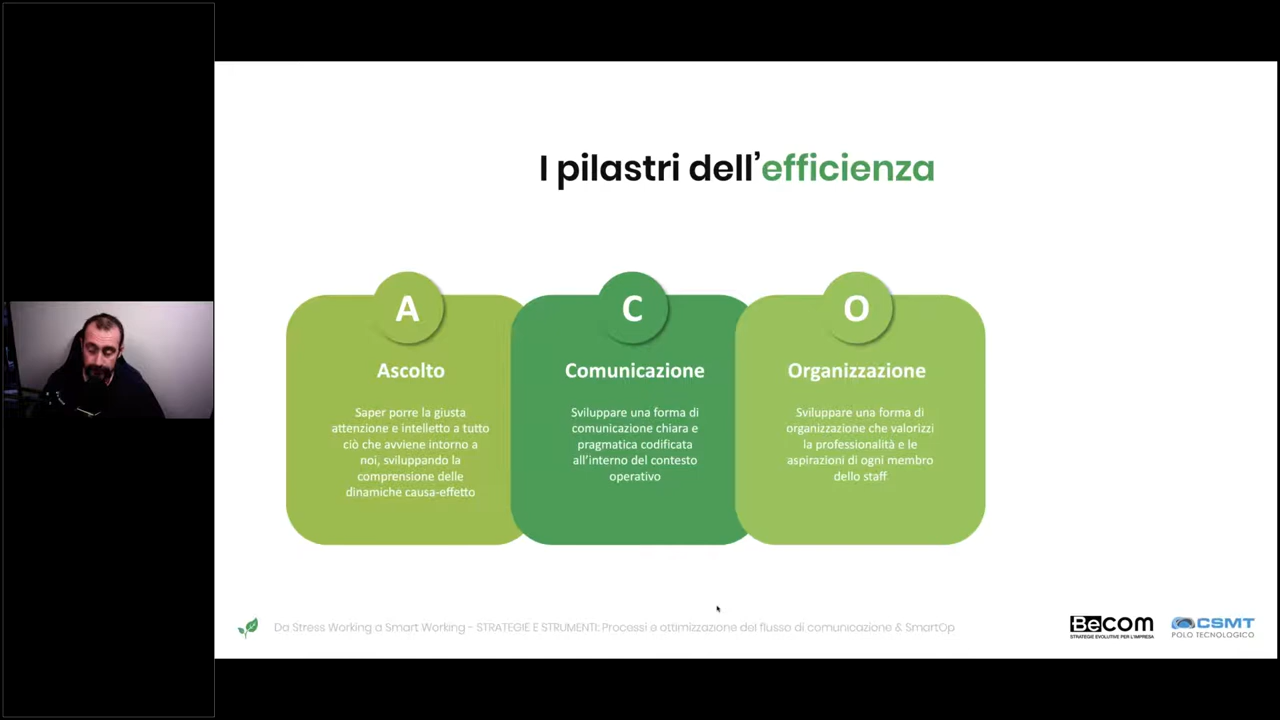 I pilastri dell’efficienza
A
Ascolto
Saper porre la giusta
attenzione e intelletto a tutto
ciò che avviene intorno a
noi, sviluppando la
comprensione delle
dinamiche causa-effetto
C
Comunicazione
Sviluppare una forma di
comunicazione chiara e
pragmatica codificata
all’interno del contesto
operativo
O
Organizzazione
Sviluppare una forma di
organizzazione che valorizzi
la professionalità e le
aspirazioni di ogni membro
dello staff
Da Stress Working a Smart Working - STRATEGIE E STRUMENTI: Processi e ottimizzazione del flusso di comunicazione & SmartOp
BeCOM
STRATEGIE EVOLUTIVE PER L'IMPRESA
CSMT
POLO TECNOLOGICO